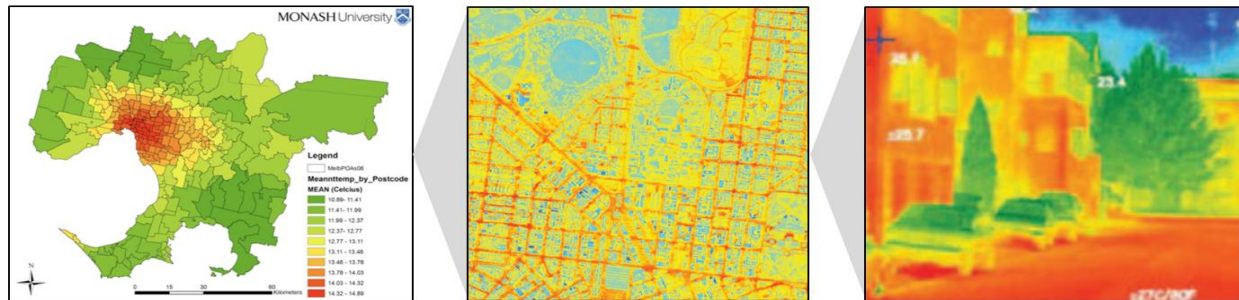 MONASH University
Legend
MelbPOAs06
Meannttemp_by_Postcode
MEAN (Celcius)
10.89- 11.41
11.41- 11.99
11.99 - 12.37
12.37- 12.77
12.77 - 13.11
13.11 - 13.46
13.46 - 13.78
13.78 - 14.03
14.03 - 14.32
14.32 - 14.89
N
0 15 30 60
Kilometers
23.4